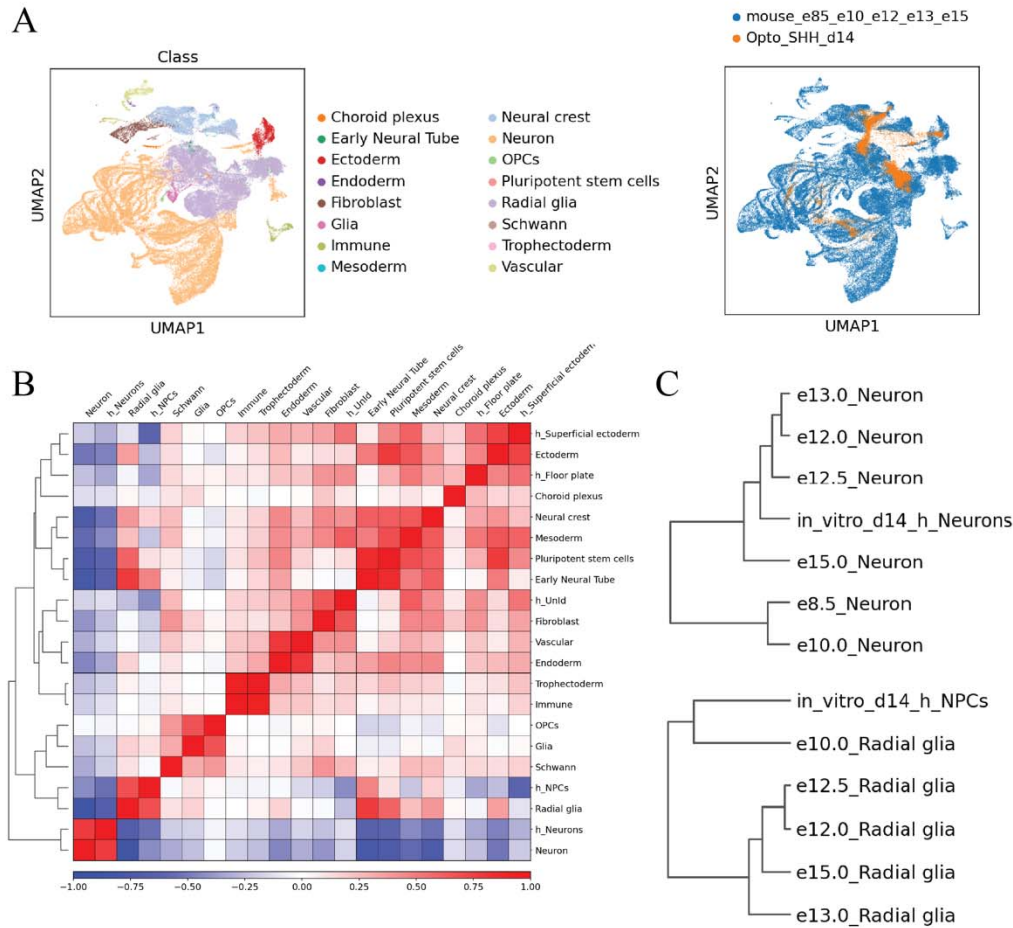 A
mouse_e85_e10_e12_e13_e15
Opto_SHH_d14
Class
UMAP2
UMAP1
Choroid plexus
Early Neural Tube
Ectoderm
Endoderm
Fibroblast
Glia
Immune
Mesoderm
Neural crest
Neuron
OPCs
Pluripotent stem cells
Radial glia
Schwann
Trophectoderm
Vascular
UMAP2
UMAP1
B
Neuron
h_Neurons
Radial glia
h_NPCs
Schwann
Glia
OPCs
Immune
Trophectoderm
Endoderm
Vascular
Fibroblast
h_UnId
Early Neural Tube
Pluripotent stem cells
Mesoderm
Neural crest
Choroid plexus
h_Floor plate
Ectoderm
h_Superficial ectoderm
h_Superficial ectoderm
Ectoderm
h_Floor plate
Choroid plexus
Neural crest
Mesoderm
Pluripotent stem cells
Early Neural Tube
h_UnId
Fibroblast
Vascular
Endoderm
Trophectoderm
Immune
OPCs
Glia
Schwann
h_NPCs
Radial glia
h_Neurons
Neuron
−1.00 −0.75 −0.50 −0.25 0.00 0.25 0.50 0.75 1.00
C
e13.0_Neuron
e12.0_Neuron
e12.5_Neuron
in_vitro_d14_h_Neurons
e15.0_Neuron
e8.5_Neuron
e10.0_Neuron
in_vitro_d14_h_NPCs
e10.0_Radial glia
e12.5_Radial glia
e12.0_Radial glia
e15.0_Radial glia
e13.0_Radial glia